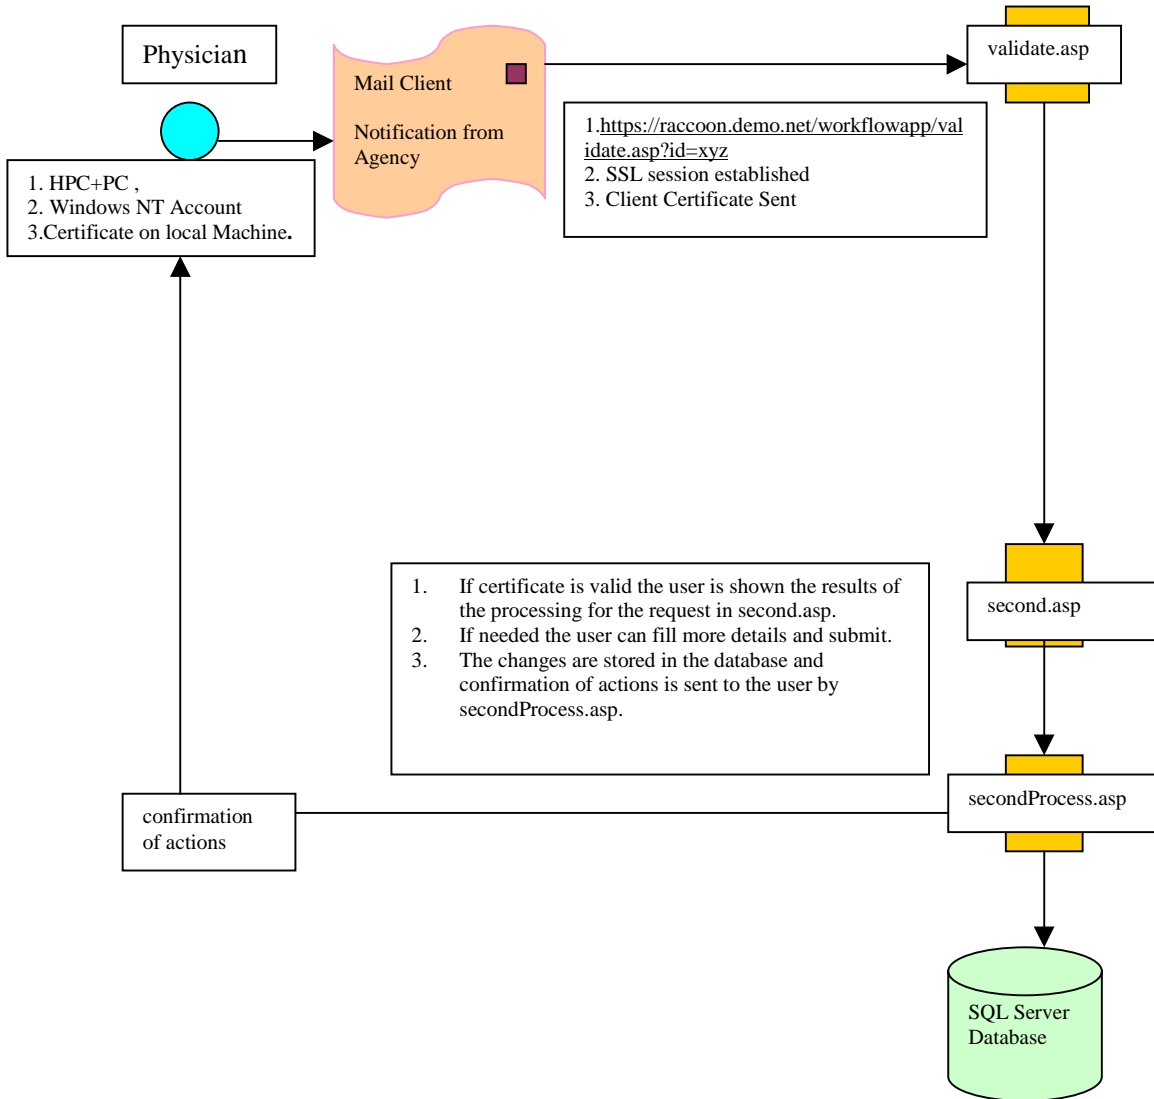 Physician
Mail Client
Notification from
Agency
validate.asp
1.https://raccoon.demo.net/workflowapp/val
idate.asp?id=xyz
2. SSL session established
3. Client Certificate Sent
1. HPC+PC ,
2. Windows NT Account
3.Certificate on local Machine.
1. If certificate is valid the user is shown the results of
the processing for the request in second.asp.
2. If needed the user can fill more details and submit.
3. The changes are stored in the database and
confirmation of actions is sent to the user by
secondProcess.asp.
second.asp
secondProcess.asp
confirmation
of actions
SQL Server
Database